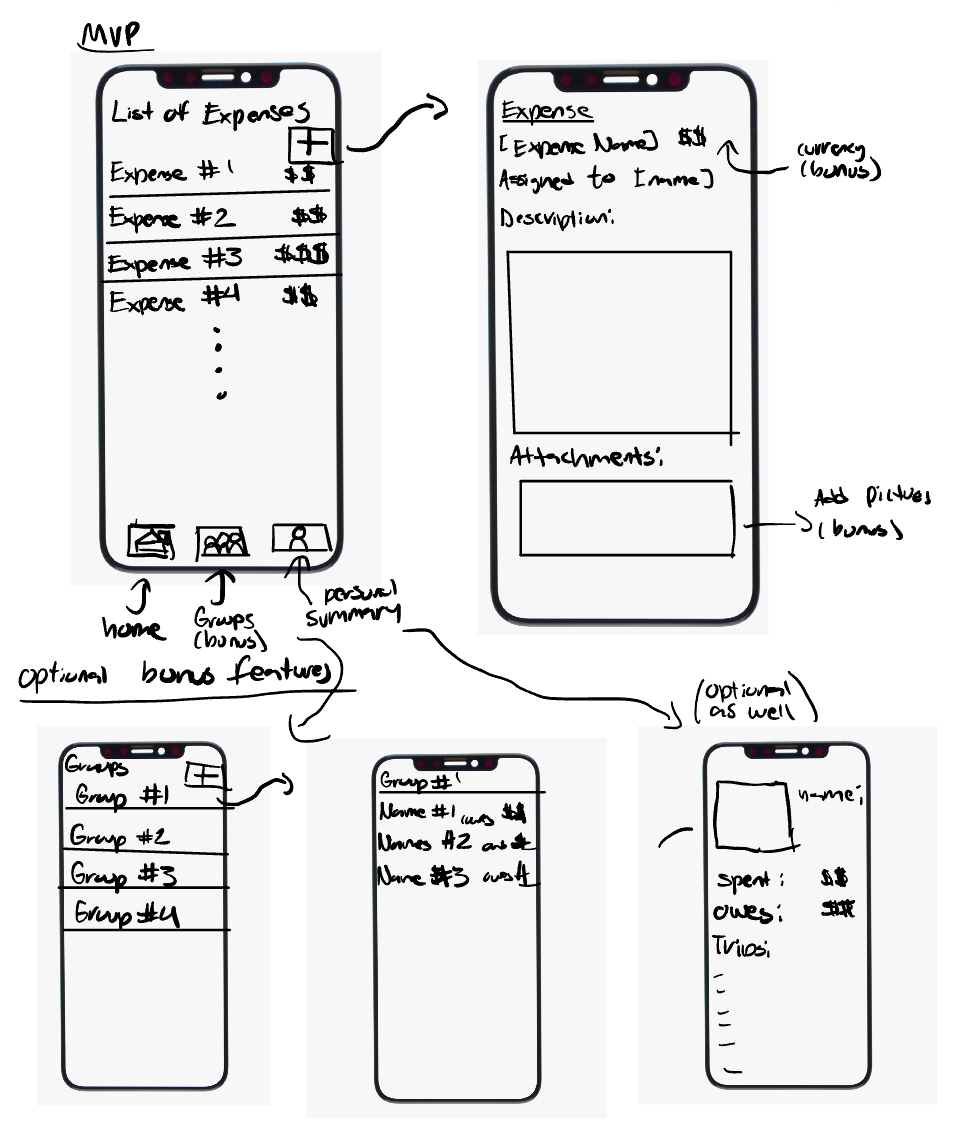 MVP
List of Expenses
+
Expense #1 $$
Expense #2 $$
Expense #3 $$$
Expense #4 $$
Expense
[Expense Name] $$
Assigned to [name]
Description:
Attachments:
currency
(bonus)
Add pictures
(bonus)
home
Groups
(bonus)
personal
summary
optional bonus features
(optional
as well)
Groups
+
Group #1
Group #2
Group #3
Group #4
Group #1
Name #1 owes $$
Names #2 owes $
Name #3 owes $
name:
spent: $$
owes: $$
Trips: